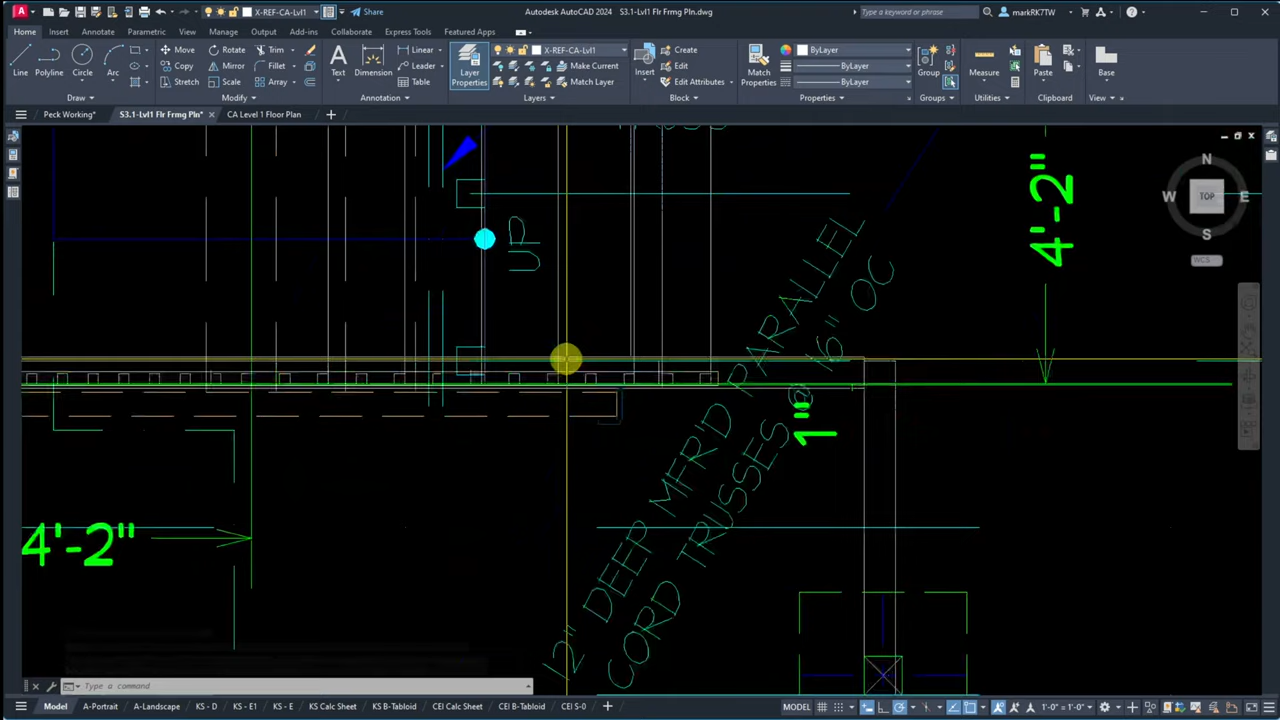 A
X-REF-CA-Lvl1
Share
Autodesk AutoCAD 2024   S3.1-Lvl1 Flr Frmg Pln.dwg
Type a keyword or phrase
markRK7TW
Home
Insert
Annotate
Parametric
View
Manage
Output
Add-ins
Collaborate
Express Tools
Featured Apps
Line
Polyline
Circle
Arc
Move
Rotate
Trim
Copy
Mirror
Fillet
Stretch
Scale
Array
Text
Dimension
Linear
Leader
Table
Layer
Properties
X-REF-CA-Lvl1
Make Current
Match Layer
Insert
Create
Edit
Edit Attributes
Match
Properties
ByLayer
ByLayer
ByLayer
Group
Measure
Paste
Base
Draw
Modify
Annotation
Layers
Block
Properties
Groups
Utilities
Clipboard
View
Peck Working*
S3.1-Lvl1 Flr Frmg Pln*
CA Level 1 Floor Plan
N
W
TOP
E
S
WCS
UP
4'-2"
4'-2"
1"
12" DEEP MFR'D PARALLEL
CORD TRUSSES @ 16" OC
Type a command
Model
A-Portrait
A-Landscape
KS - D
KS - E1
KS - E
KS Calc Sheet
KS B-Tabloid
CEI Calc Sheet
CEI B-Tabloid
CEI S-0
MODEL
1'-0" = 1'-0"